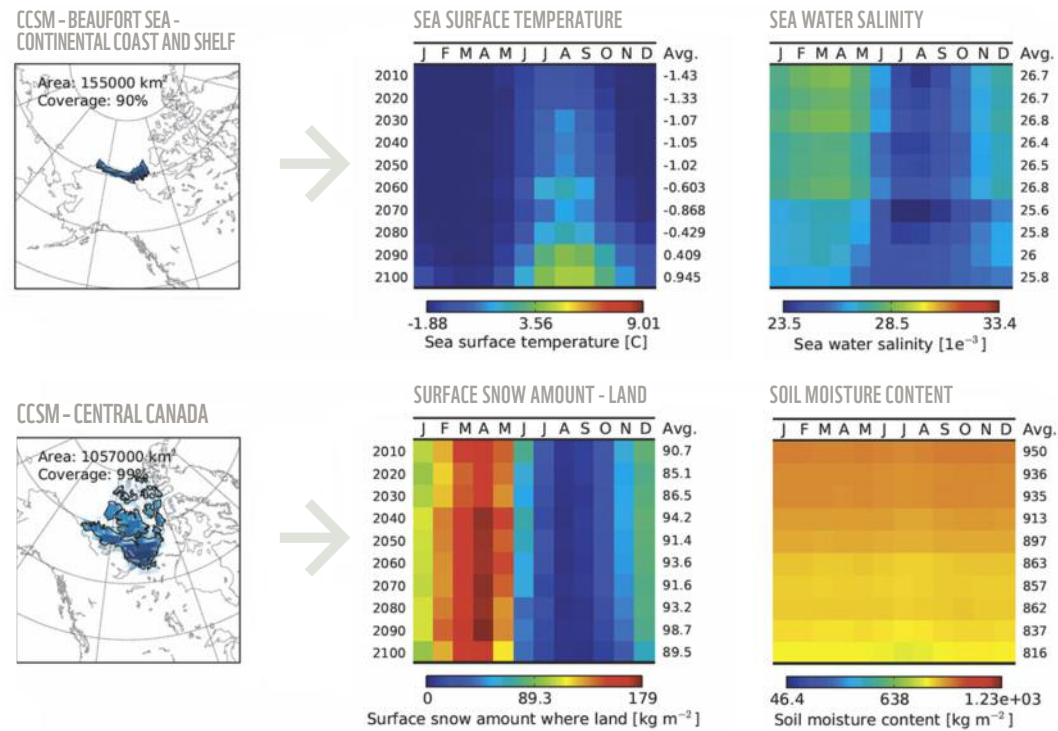 CCSM - BEAUFORT SEA -
CONTINENTAL COAST AND SHELF
Area: 155000 km²
Coverage: 90%
SEA SURFACE TEMPERATURE
J F M A M J J A S O N D Avg.
2010 -1.43
2020 -1.33
2030 -1.07
2040 -1.05
2050 -1.02
2060 -0.603
2070 -0.868
2080 -0.429
2090 0.409
2100 0.945
-1.88 3.56 9.01
Sea surface temperature [C]
SEA WATER SALINITY
J F M A M J J A S O N D Avg.
26.7
26.7
26.8
26.4
26.5
26.8
25.6
25.8
26
25.8
23.5 28.5 33.4
Sea water salinity [1e⁻³]
CCSM - CENTRAL CANADA
Area: 1057000 km²
Coverage: 99%
SURFACE SNOW AMOUNT - LAND
J F M A M J J A S O N D Avg.
2010 90.7
2020 85.1
2030 86.5
2040 94.2
2050 91.4
2060 93.6
2070 91.6
2080 93.2
2090 98.7
2100 89.5
0 89.3 179
Surface snow amount where land [kg m⁻²]
SOIL MOISTURE CONTENT
J F M A M J J A S O N D Avg.
950
936
935
913
897
863
857
862
837
816
46.4 638 1.23e+03
Soil moisture content [kg m⁻²]